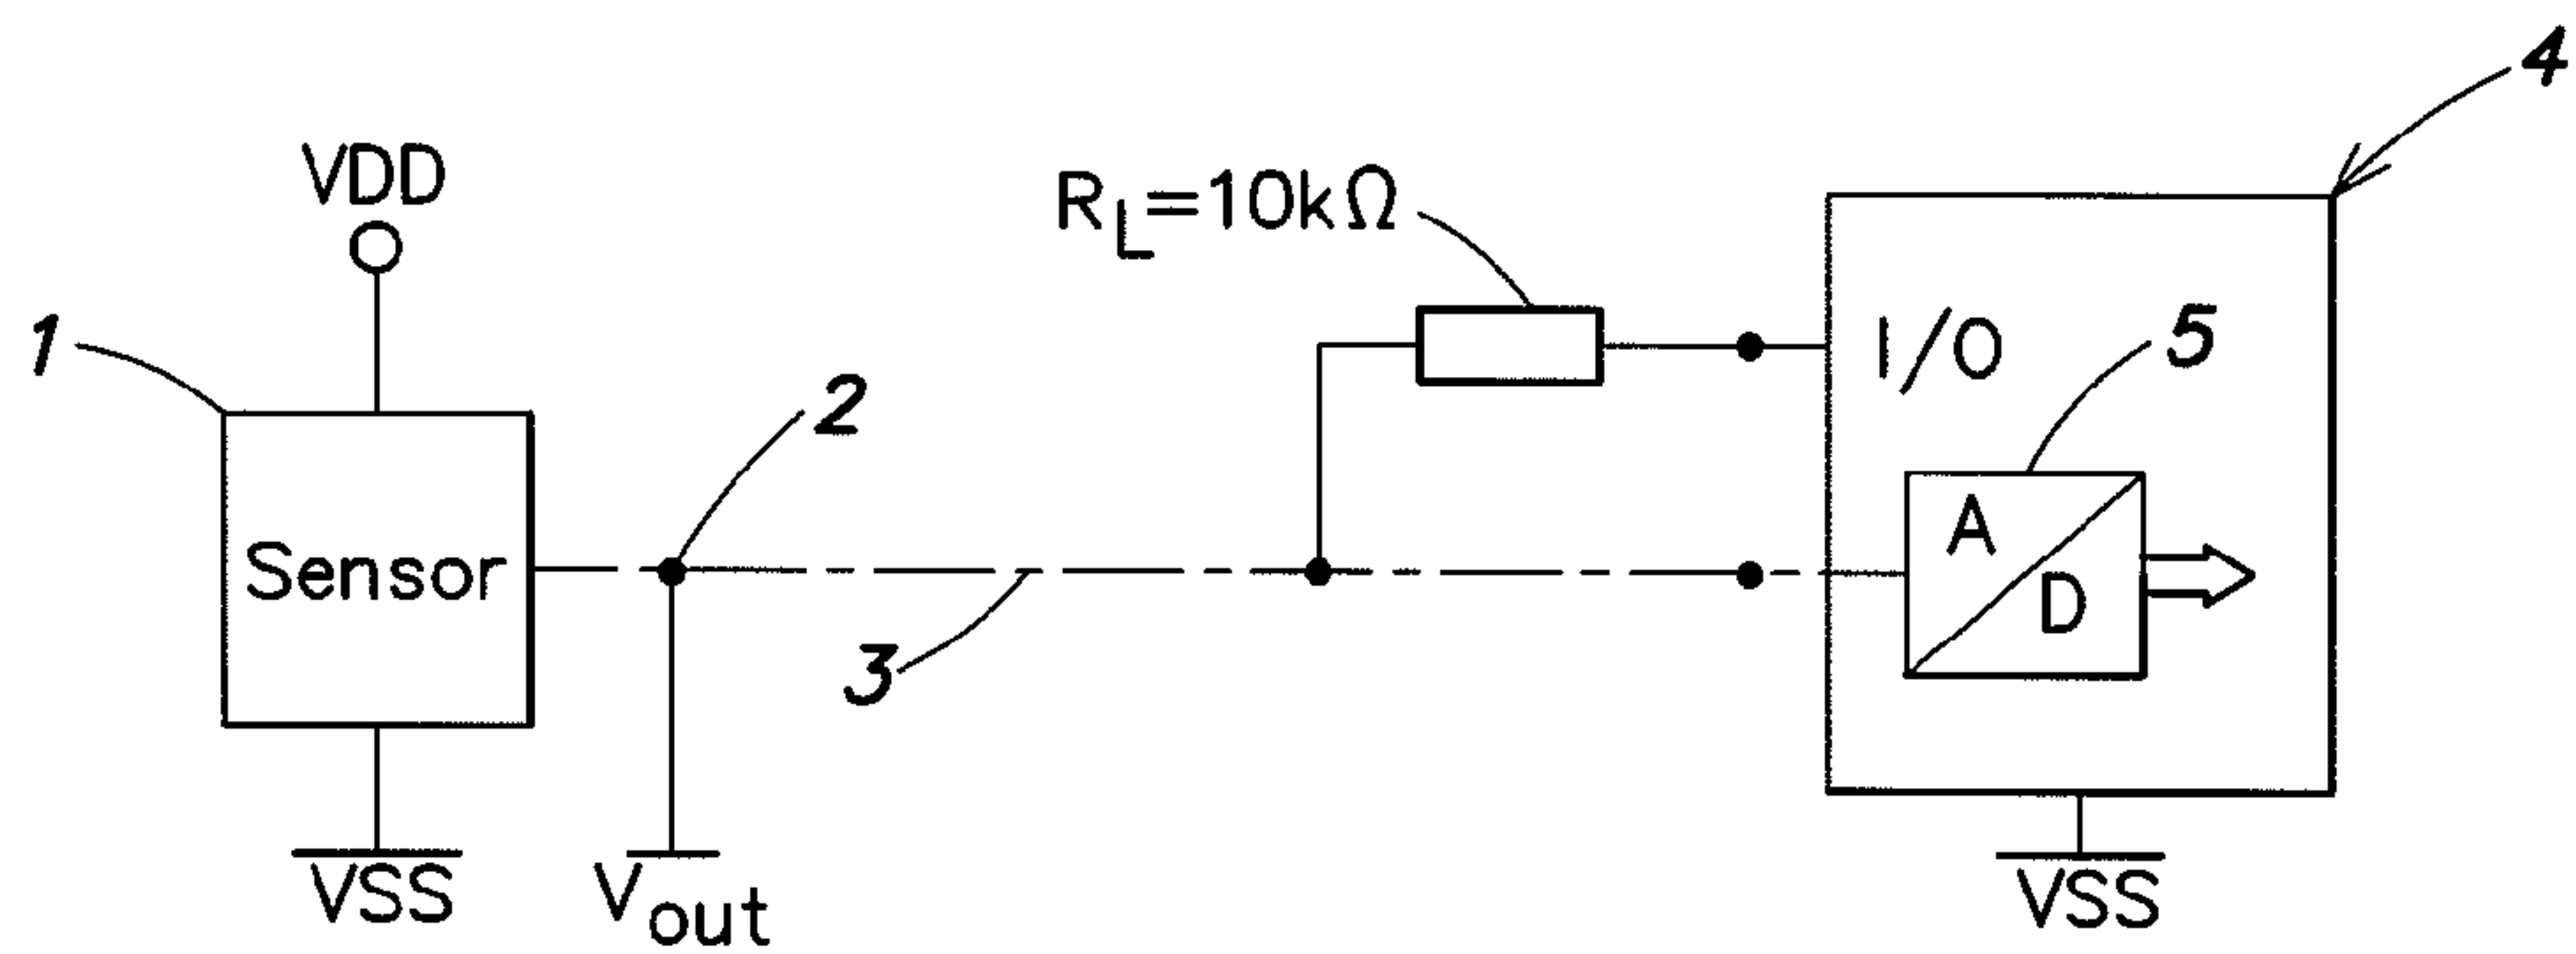 4
VDD
R_L=10kΩ
1
I/O
5
2
Sensor
A
D
3
VSS
V_out
VSS